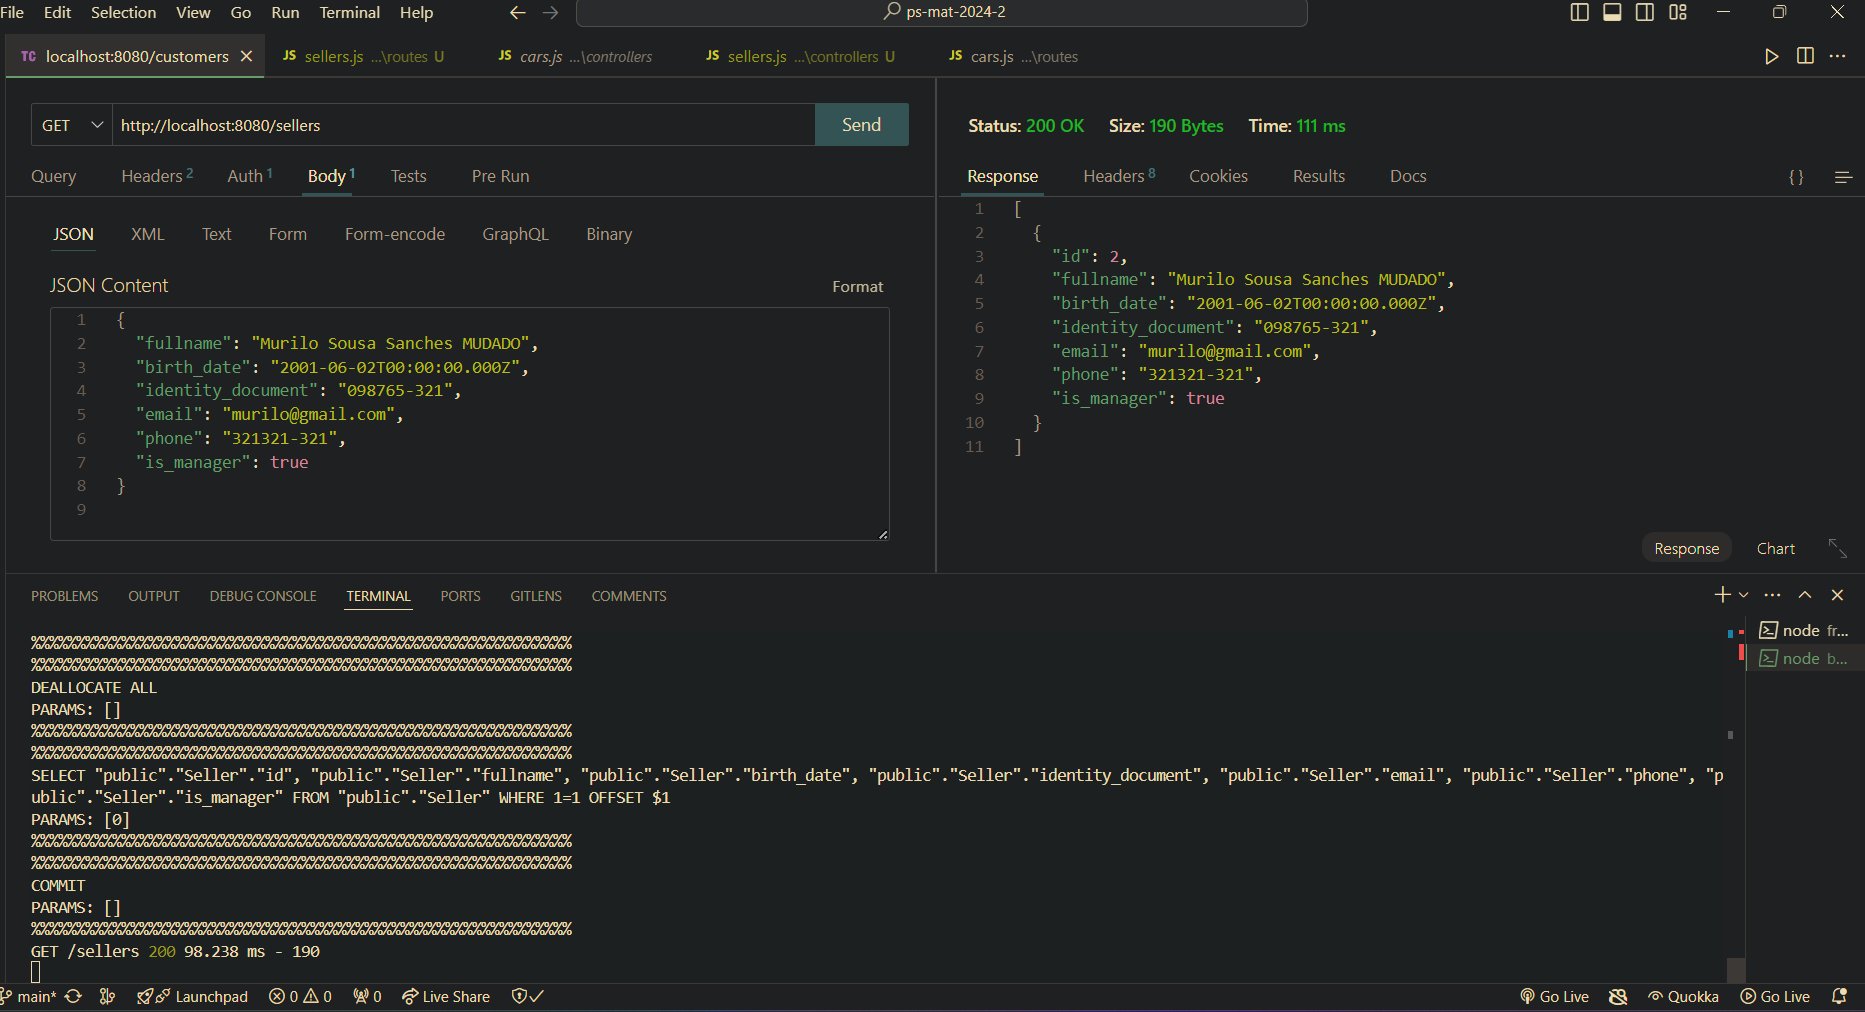 File Edit Selection View Go Run Terminal Help
ps-mat-2024-2
TC localhost:8080/customers
JS sellers.js ...\routes U
JS cars.js ...\controllers
JS sellers.js ...\controllers U
JS cars.js ...\routes
GET http://localhost:8080/sellers Send
Query Headers 2 Auth 1 Body 1 Tests Pre Run
JSON XML Text Form Form-encode GraphQL Binary
JSON Content Format
1 {
2 "fullname": "Murilo Sousa Sanches MUDADO",
3 "birth_date": "2001-06-02T00:00:00.000Z",
4 "identity_document": "098765-321",
5 "email": "murilo@gmail.com",
6 "phone": "321321-321",
7 "is_manager": true
8 }
9
Status: 200 OK Size: 190 Bytes Time: 111 ms
Response Headers 8 Cookies Results Docs { }
1 [
2 {
3 "id": 2,
4 "fullname": "Murilo Sousa Sanches MUDADO",
5 "birth_date": "2001-06-02T00:00:00.000Z",
6 "identity_document": "098765-321",
7 "email": "murilo@gmail.com",
8 "phone": "321321-321",
9 "is_manager": true
10 }
11 ]
Response Chart
PROBLEMS OUTPUT DEBUG CONSOLE TERMINAL PORTS GITLENS COMMENTS
%%%%%%%%%%%%%%%%%%%%%%%%%%%%%%%%%%%%%%%%%%%%%%%%%%%%%%%%%%%%
%%%%%%%%%%%%%%%%%%%%%%%%%%%%%%%%%%%%%%%%%%%%%%%%%%%%%%%%%%%%
DEALLOCATE ALL
PARAMS: []
%%%%%%%%%%%%%%%%%%%%%%%%%%%%%%%%%%%%%%%%%%%%%%%%%%%%%%%%%%%%
%%%%%%%%%%%%%%%%%%%%%%%%%%%%%%%%%%%%%%%%%%%%%%%%%%%%%%%%%%%%
SELECT "public"."Seller"."id", "public"."Seller"."fullname", "public"."Seller"."birth_date", "public"."Seller"."identity_document", "public"."Seller"."email", "public"."Seller"."phone", "p
ublic"."Seller"."is_manager" FROM "public"."Seller" WHERE 1=1 OFFSET $1
PARAMS: [0]
%%%%%%%%%%%%%%%%%%%%%%%%%%%%%%%%%%%%%%%%%%%%%%%%%%%%%%%%%%%%
%%%%%%%%%%%%%%%%%%%%%%%%%%%%%%%%%%%%%%%%%%%%%%%%%%%%%%%%%%%%
COMMIT
PARAMS: []
%%%%%%%%%%%%%%%%%%%%%%%%%%%%%%%%%%%%%%%%%%%%%%%%%%%%%%%%%%%%
GET /sellers 200 98.238 ms - 190
node fr...
node b...
main* Launchpad 0 0 0 Live Share Go Live Quokka Go Live